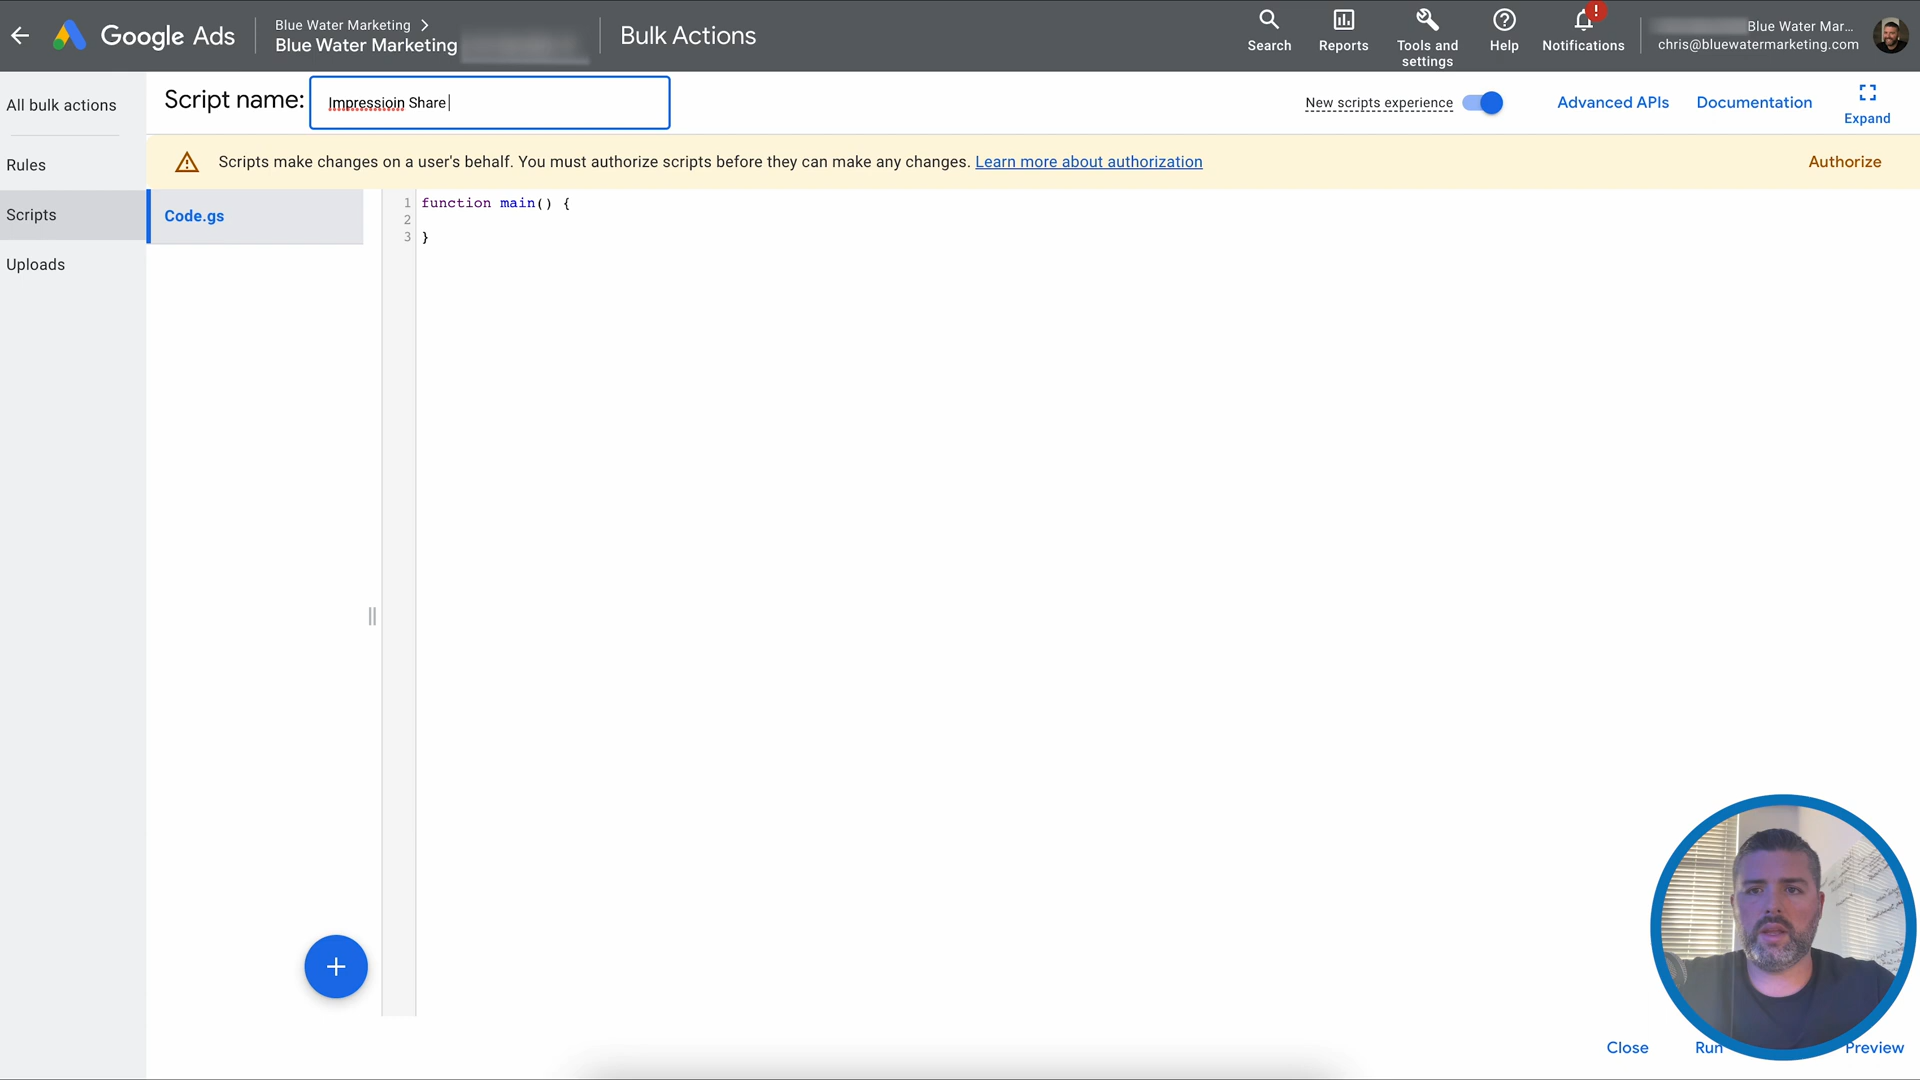 Google Ads
Blue Water Marketing
Blue Water Marketing
Bulk Actions
Search
Reports
Tools and
settings
Help
!
Notifications
Blue Water Mar...
chris@bluewatermarketing.com
All bulk actions
Rules
Scripts
Uploads
Script name:
Impressioin Share
New scripts experience
Advanced APIs
Documentation
Expand
Scripts make changes on a user's behalf. You must authorize scripts before they can make any changes. Learn more about authorization
Authorize
Code.gs
1 function main() {
2
3 }
Close
Run
Preview